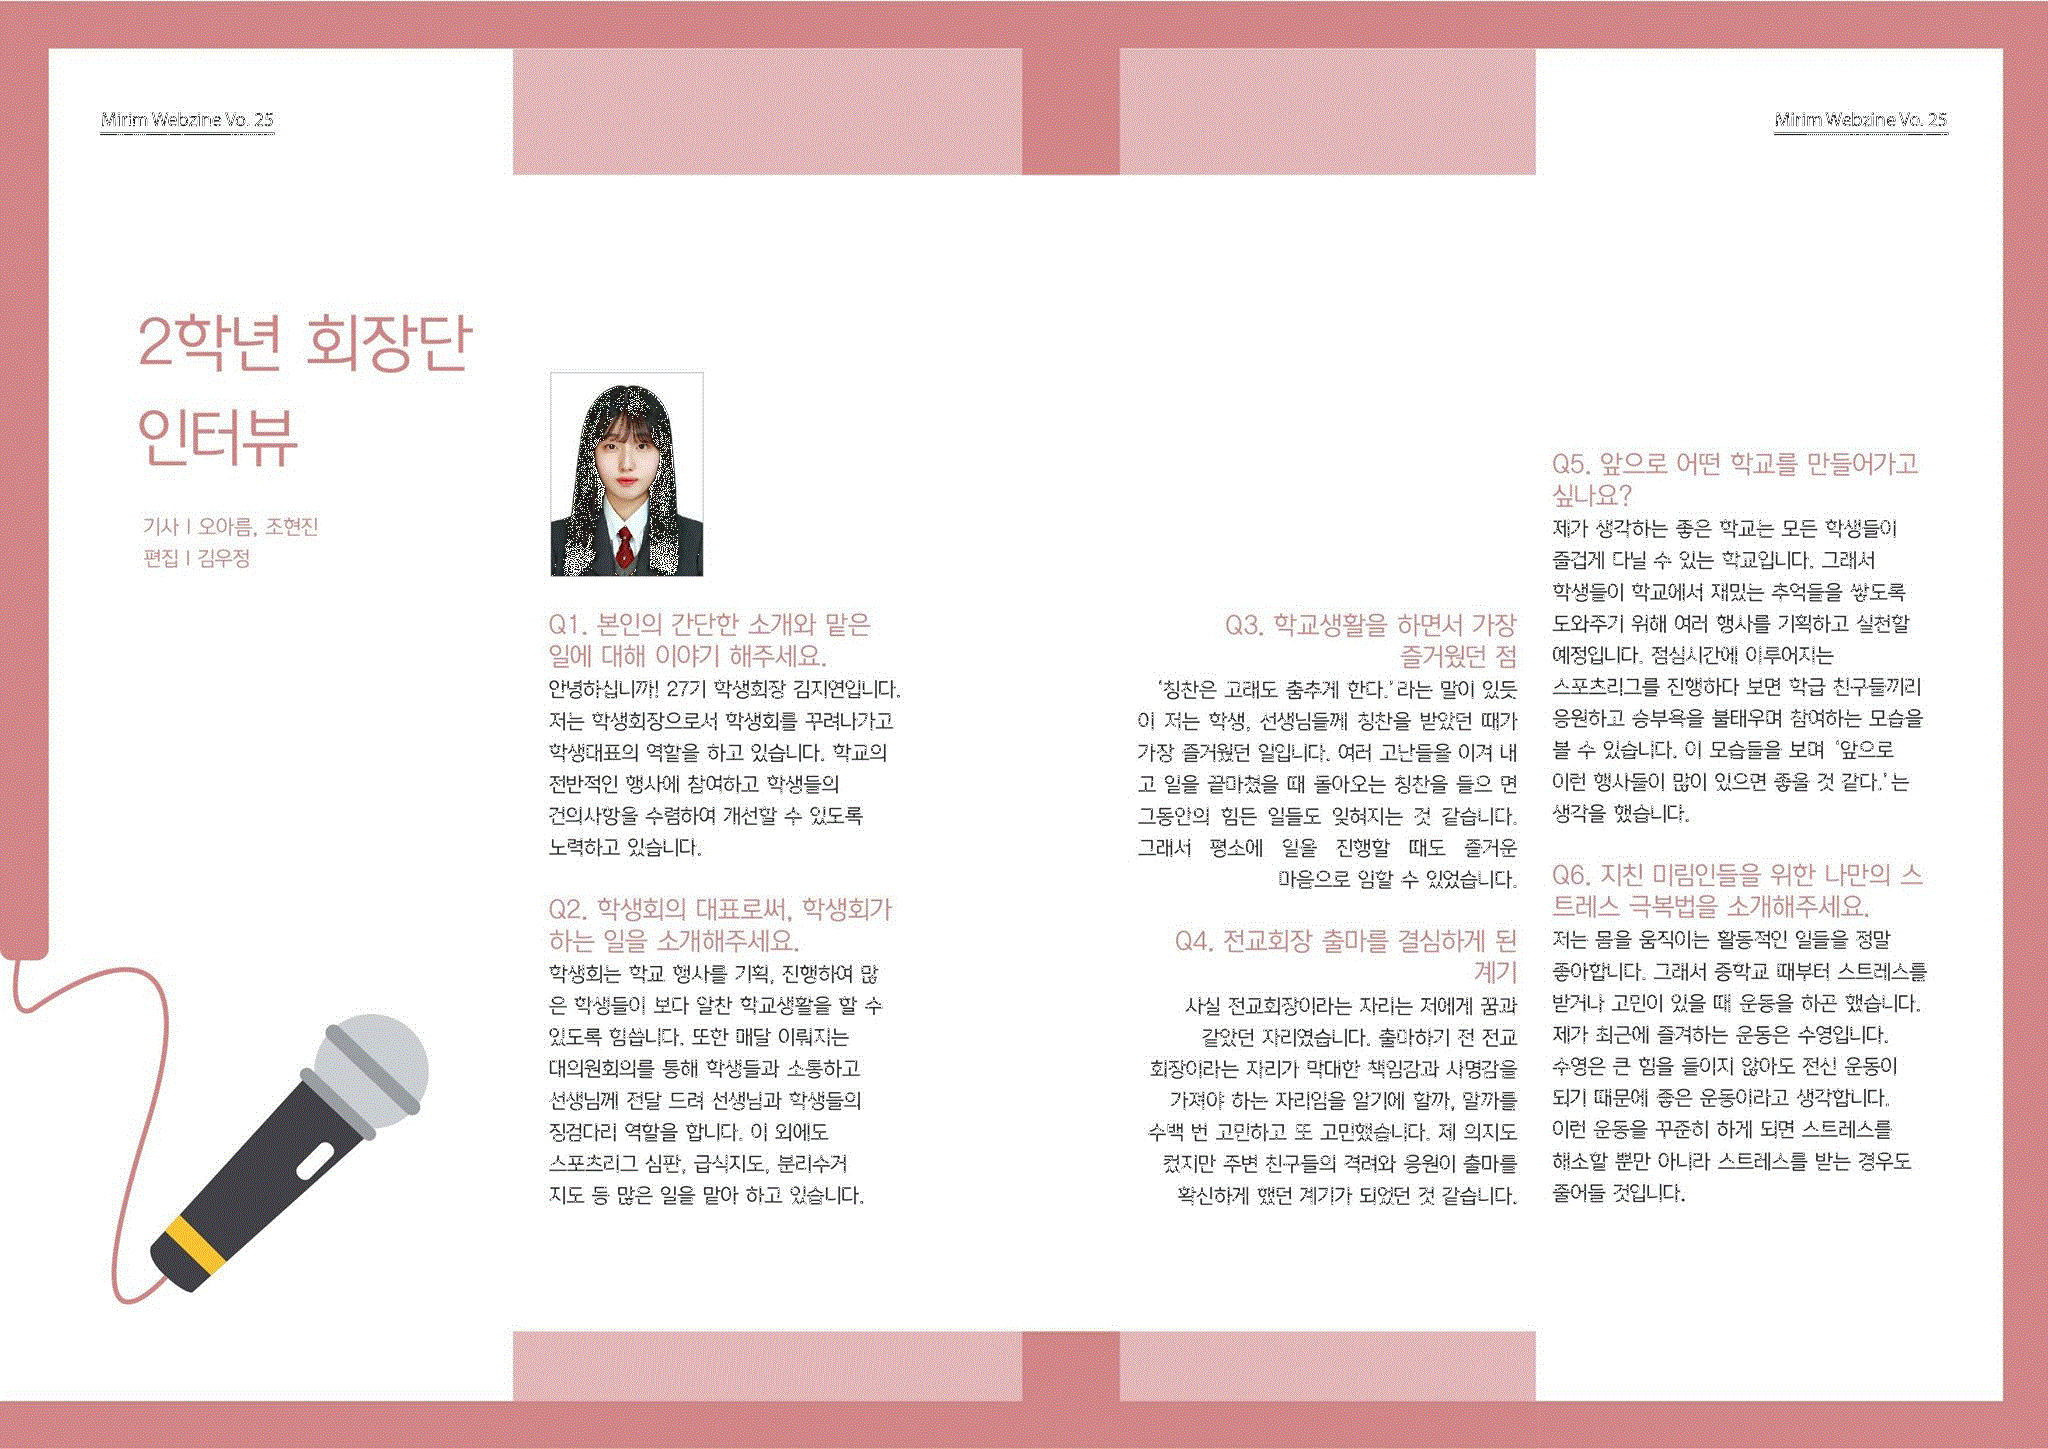 Mirim Webzine Vo. 25
Mirim Webzine Vo. 25
2학년 회장단
인터뷰
기사 | 오아름, 조현진
편집 | 김우정
Q1. 본인의 간단한 소개와 맡은
일에 대해 이야기 해주세요.
안녕하십니까! 27기 학생회장 김지연입니다.
저는 학생회장으로서 학생회를 꾸려나가고
학생대표의 역할을 하고 있습니다. 학교의
전반적인 행사에 참여하고 학생들의
건의사항을 수렴하여 개선할 수 있도록
노력하고 있습니다.
Q2. 학생회의 대표로써, 학생회가
하는 일을 소개해주세요.
학생회는 학교 행사를 기획, 진행하여 많
은 학생들이 보다 알찬 학교생활을 할 수
있도록 힘씁니다. 또한 매달 이뤄지는
대의원회의를 통해 학생들과 소통하고
선생님께 전달 드려 선생님과 학생들의
징검다리 역할을 합니다. 이 외에도
스포츠리그 심판, 급식지도, 분리수거
지도 등 많은 일을 맡아 하고 있습니다.
Q3. 학교생활을 하면서 가장
즐거웠던 점
‘칭찬은 고래도 춤추게 한다.’라는 말이 있듯
이 저는 학생, 선생님들께 칭찬을 받았던 때가
가장 즐거웠던 일입니다. 여러 고난들을 이겨 내
고 일을 끝마쳤을 때 돌아오는 칭찬을 들으 면
그동안의 힘든 일들도 잊혀지는 것 같습니다.
그래서 평소에 일을 진행할 때도 즐거운
마음으로 임할 수 있었습니다.
Q4. 전교회장 출마를 결심하게 된
계기
사실 전교회장이라는 자리는 저에게 꿈과
같았던 자리였습니다. 출마하기 전 전교
회장이라는 자리가 막대한 책임감과 사명감을
가져야 하는 자리임을 알기에 할까, 말까를
수백 번 고민하고 또 고민했습니다. 제 의지도
컸지만 주변 친구들의 격려와 응원이 출마를
확신하게 했던 계기가 되었던 것 같습니다.
Q5. 앞으로 어떤 학교를 만들어가고
싶나요?
제가 생각하는 좋은 학교는 모든 학생들이
즐겁게 다닐 수 있는 학교입니다. 그래서
학생들이 학교에서 재밌는 추억들을 쌓도록
도와주기 위해 여러 행사를 기획하고 실천할
예정입니다. 점심시간에 이루어지는
스포츠리그를 진행하다 보면 학급 친구들끼리
응원하고 승부욕을 불태우며 참여하는 모습을
볼 수 있습니다. 이 모습들을 보며 ‘앞으로
이런 행사들이 많이 있으면 좋을 것 같다.’는
생각을 했습니다.
Q6. 지친 미림인들을 위한 나만의 스
트레스 극복법을 소개해주세요.
저는 몸을 움직이는 활동적인 일들을 정말
좋아합니다. 그래서 중학교 때부터 스트레스를
받거나 고민이 있을 때 운동을 하곤 했습니다.
제가 최근에 즐겨하는 운동은 수영입니다.
수영은 큰 힘을 들이지 않아도 전신 운동이
되기 때문에 좋은 운동이라고 생각합니다.
이런 운동을 꾸준히 하게 되면 스트레스를
해소할 뿐만 아니라 스트레스를 받는 경우도
줄어들 것입니다.